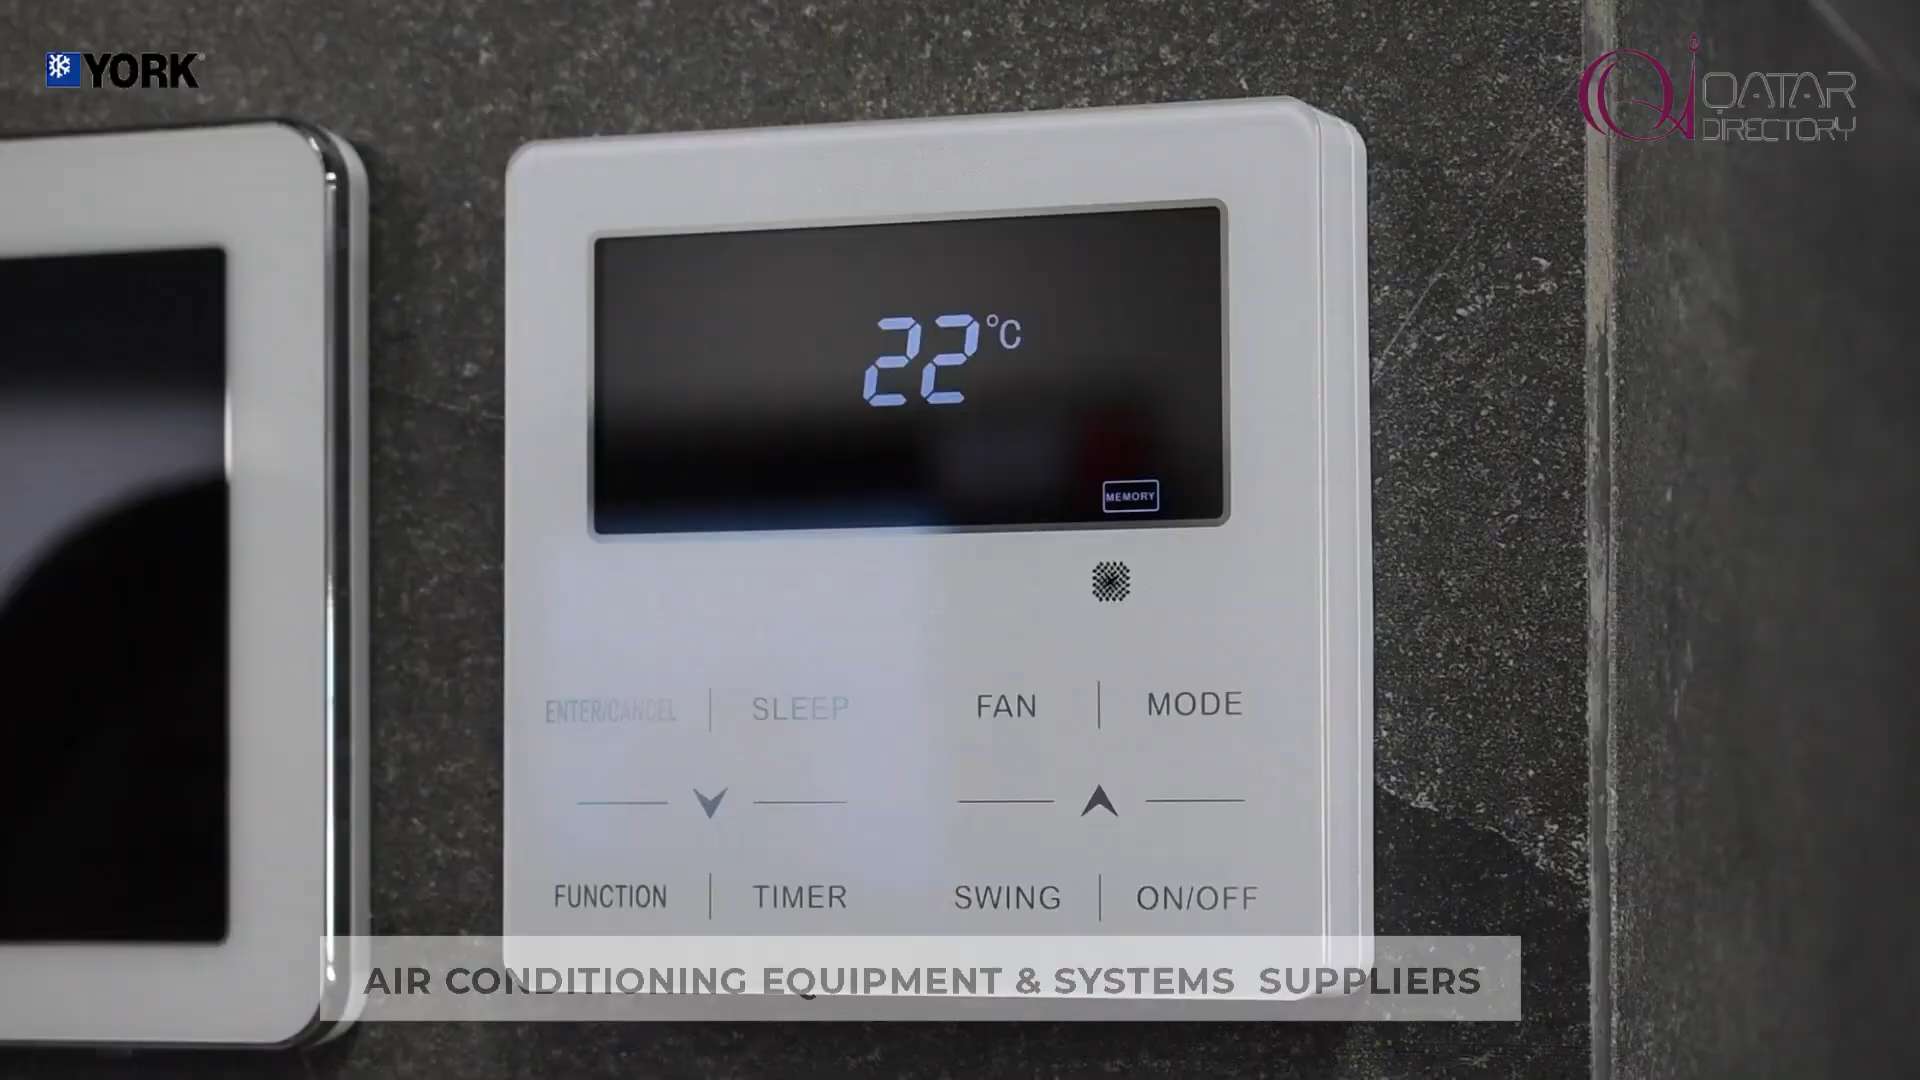 YORK
QATAR
DIRECTORY
22°C
MEMORY
ENTER/CANCEL SLEEP FAN MODE
FUNCTION TIMER SWING ON/OFF
AIR CONDITIONING EQUIPMENT & SYSTEMS SUPPLIERS